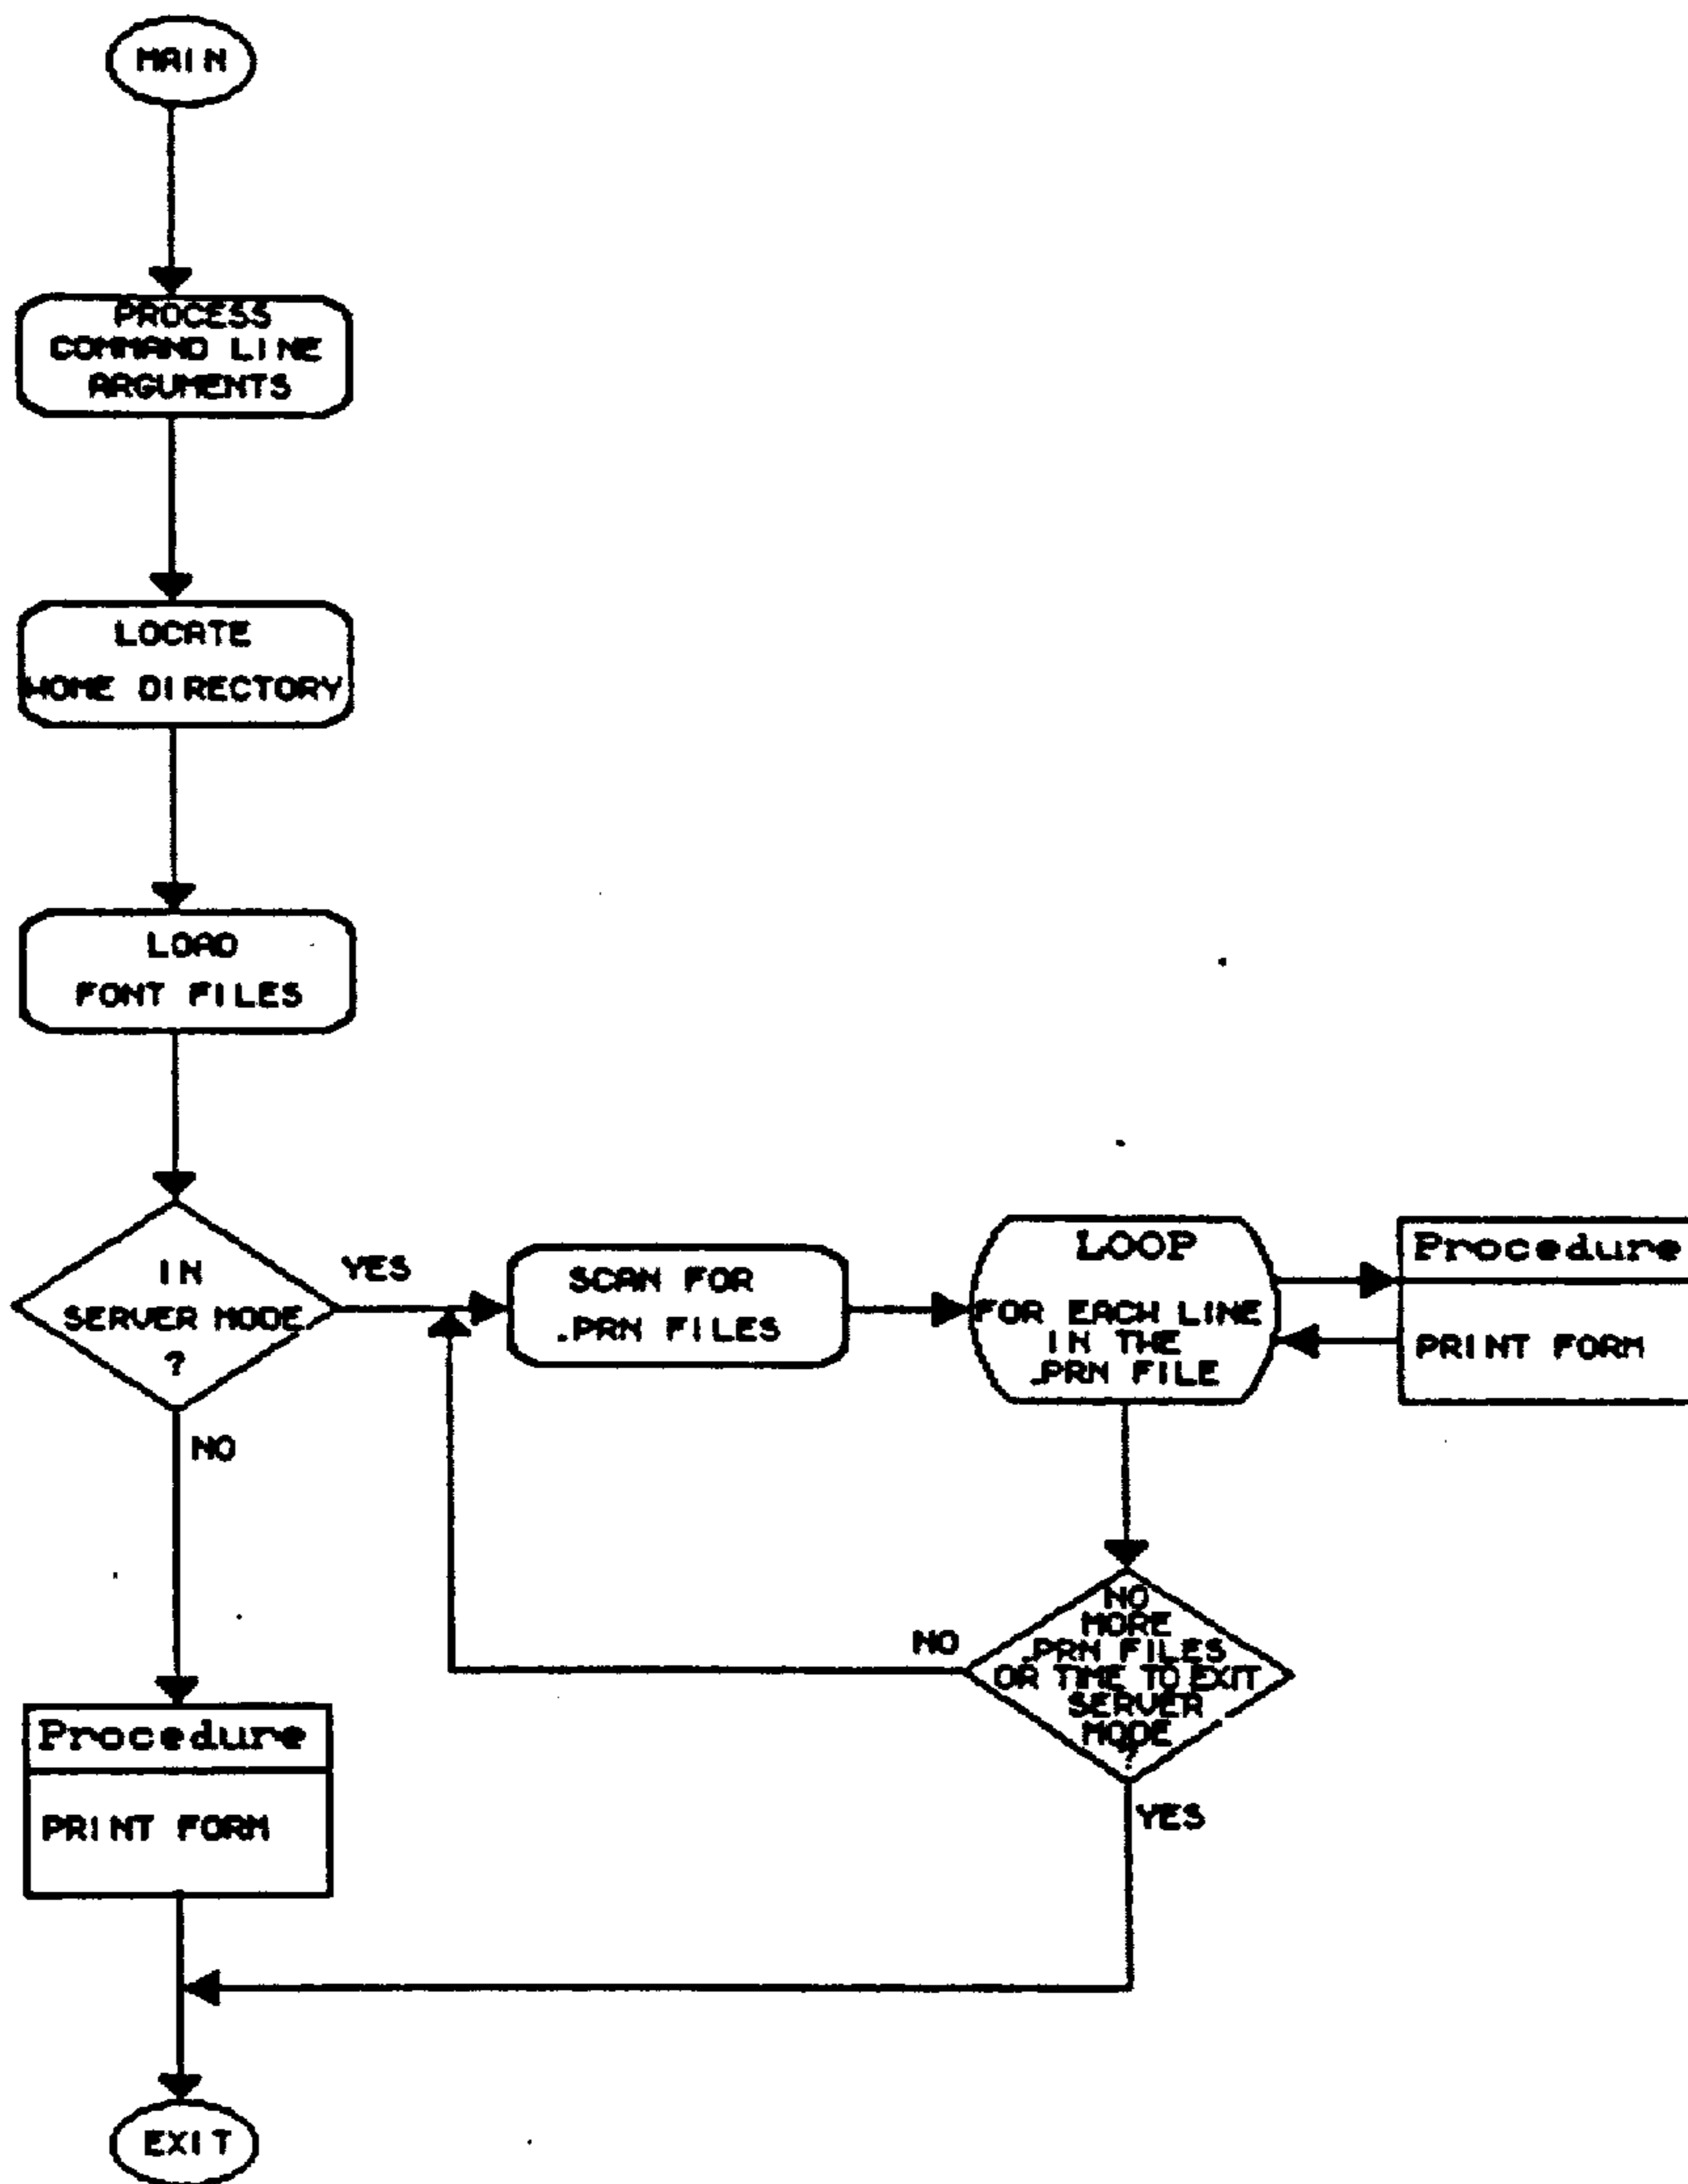 MAIN
PROCESS
COMMAND LINE
ARGUMENTS
LOCATE
HOME DIRECTORY
LOAD
FONT FILES
IN
SERVER MODE
?
YES
NO
SCAN FOR
.PRN FILES
LOOP
FOR EACH LINE
IN THE
.PRN FILE
Procedure
PRINT FORM
NO
MORE
.PRN FILES
OR TIME TO EXIT
SERVER
MODE
?
NO
YES
Procedure
PRINT FORM
EXIT